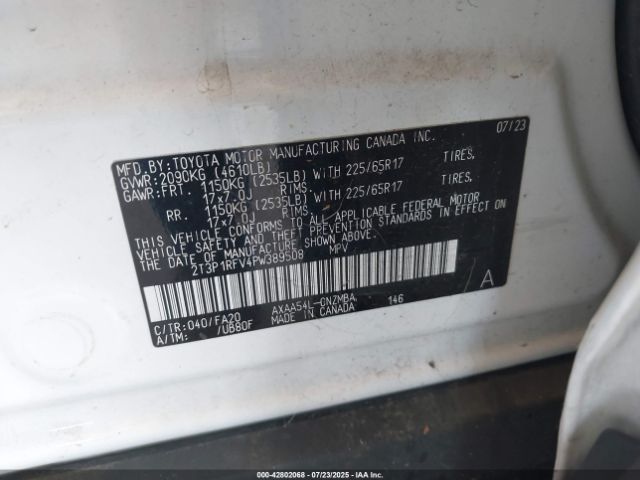 MFD. BY: TOYOTA MOTOR MANUFACTURING CANADA INC. 07/23
GVWR: 2090KG (4610LB)
GAWR: FRT. 1150KG (2535LB) WITH 225/65R17 TIRES,
17x7.0J RIMS,
RR. 1150KG (2535LB) WITH 225/65R17 TIRES,
17x7.0J RIMS,
THIS VEHICLE CONFORMS TO ALL APPLICABLE FEDERAL MOTOR
VEHICLE SAFETY AND THEFT PREVENTION STANDARDS IN EFFECT ON
THE DATE OF MANUFACTURE SHOWN ABOVE.
2T3P1RFV4PW389508 MPV
A
C/TR: 040/FA20 AXAA54L-CNZMBA 146
A/TM: /UB80F MADE IN CANADA
000-42802068 - 07/23/2025 - IAAI.COM